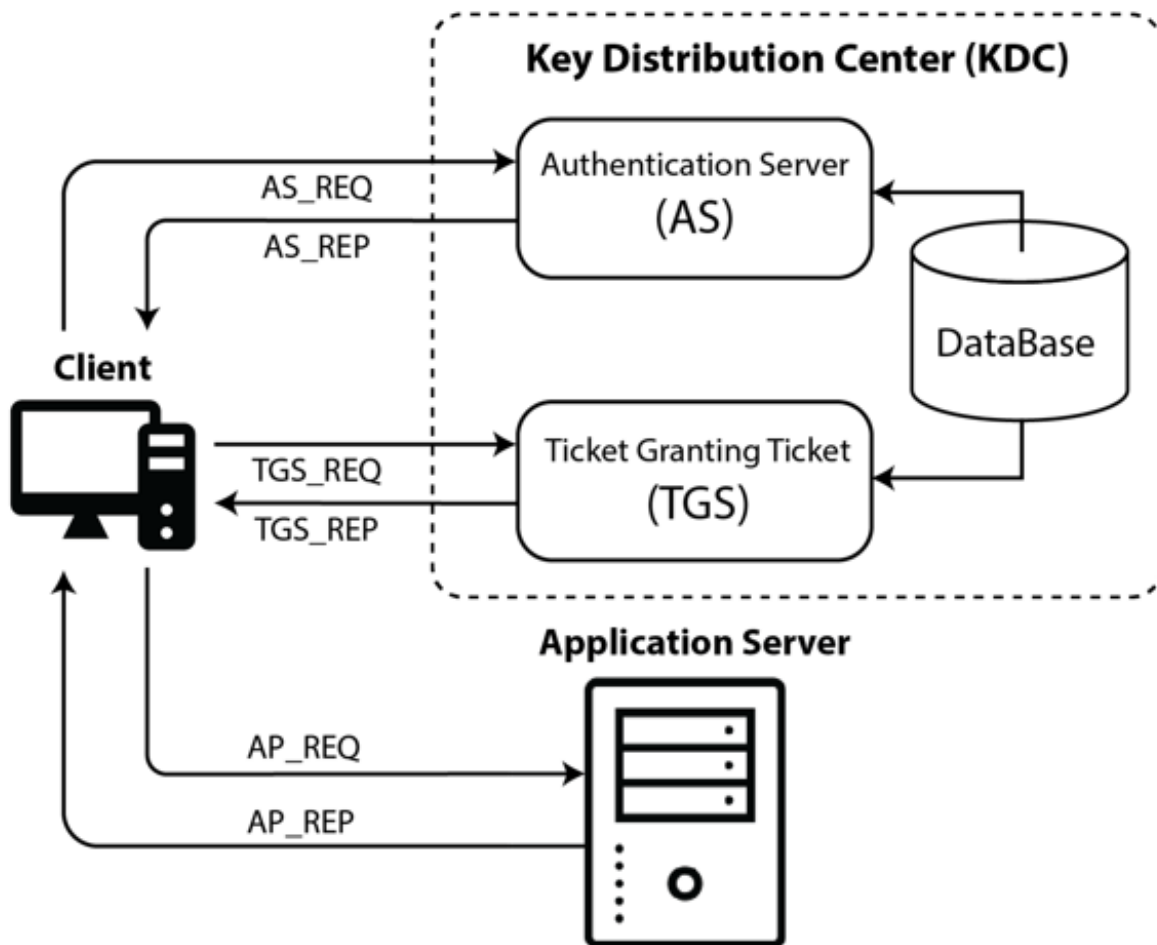 Key Distribution Center (KDC)
Authentication Server
(AS)
AS_REQ
AS_REP
DataBase
Client
Ticket Granting Ticket
(TGS)
TGS_REQ
TGS_REP
Application Server
AP_REQ
AP_REP